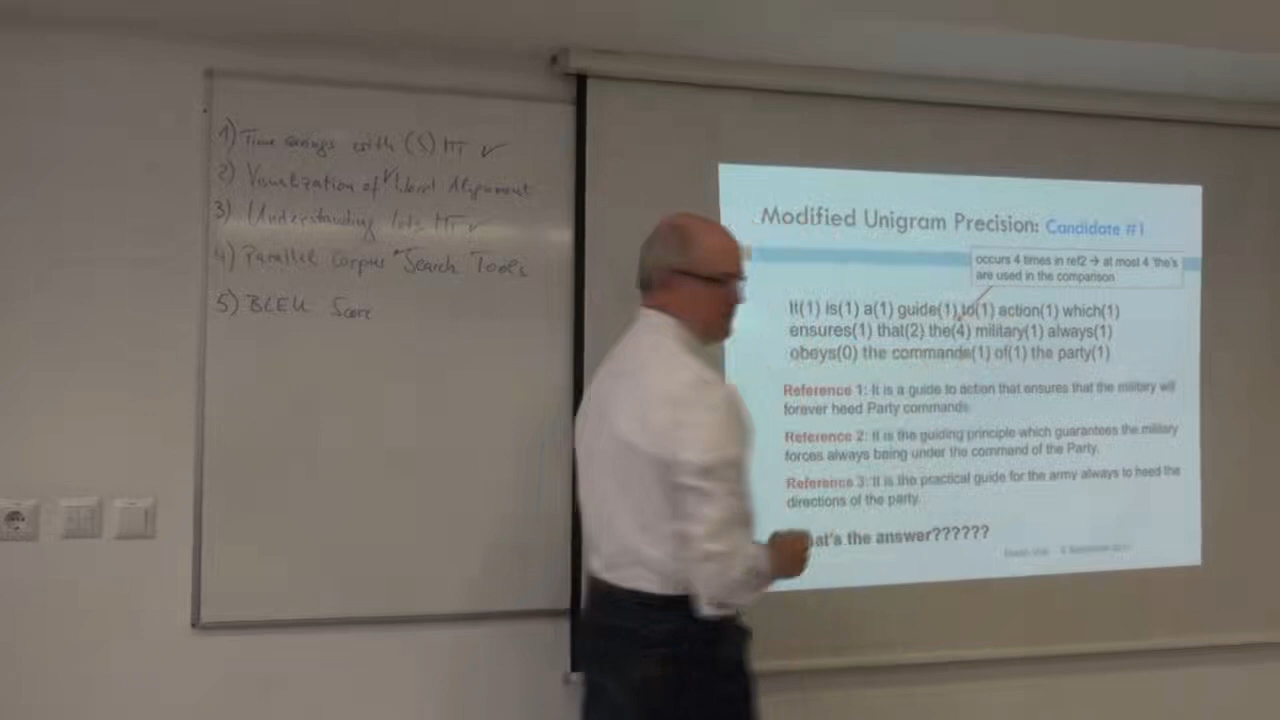 1) Time savings with (S)MT ✓
2) Visualization of Word Alignment
3) Understanding MT ✓
4) Parallel corpus Search Tools
5) BLEU Score
Modified Unigram Precision: Candidate #1
occurs 4 times in ref2 → at most 4 'the's
are used in the comparison
It(1) is(1) a(1) guide(1) to(1) action(1) which(1)
ensures(1) that(2) the(4) military(1) always(1)
obeys(0) the commands(1) of(1) the party(1)
Reference 1: It is a guide to action that ensures that the military will
forever heed Party commands
Reference 2: It is the guiding principle which guarantees the military
forces always being under the command of the Party.
Reference 3: It is the practical guide for the army always to heed the
directions of the party.
at's the answer??????